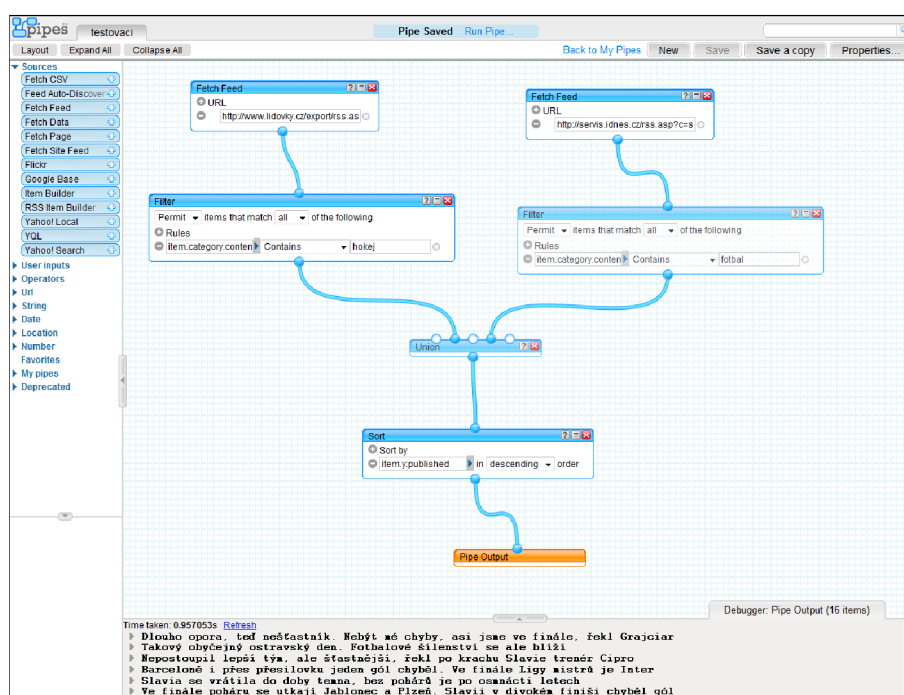 pipes testovaci Pipe Saved Run Pipe...
Layout Expand All Collapse All Back to My Pipes New Save Save a copy Properties...
Sources
Fetch CSV
Feed Auto-Discover
Fetch Feed
Fetch Data
Fetch Page
Fetch Site Feed
Flickr
Google Base
Item Builder
RSS Item Builder
Yahoo! Local
YQL
Yahoo! Search
User inputs
Operators
Url
String
Date
Location
Number
Favorites
My pipes
Deprecated
Fetch Feed
URL
http://www.lidovky.cz/export/rss.as
Fetch Feed
URL
http://servis.idnes.cz/rss.asp?c=s
Filter
Permit items that match all of the following
Rules
item.category.conten Contains hokej
Filter
Permit items that match all of the following
Rules
item.category.conten Contains fotbal
Union
Sort
Sort by
item.y:published in descending order
Pipe Output
Debugger: Pipe Output (16 items)
Time taken: 0.957053s Refresh
Dlouho opora, teď nešťastník. Nebýt mé chyby, asi jsme ve finále, řekl Grajciar
Takový obyčejný ostravský den. Fotbalové šílenství se ale blíží
Nepostoupil lepší tým, ale šťastnější, řekl po krachu Slavie trenér Cipro
Barceloně i přes přesilovku jeden gól chyběl. Ve finále Ligy mistrů je Inter
Slavia se vrátila do doby temna, bez pohárů je po osmnácti letech
Ve finále poháru se utkají Jablonec a Plzeň. Slavii v divokém finiši chyběl gól